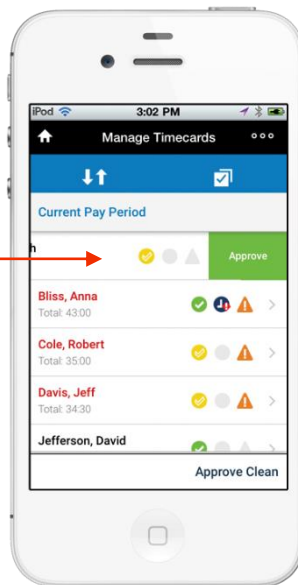 iPod 3:02 PM
Manage Timecards
Current Pay Period
h
Approve
Bliss, Anna
Total: 43:00
Cole, Robert
Total: 35:00
Davis, Jeff
Total: 34:30
Jefferson, David
Approve Clean